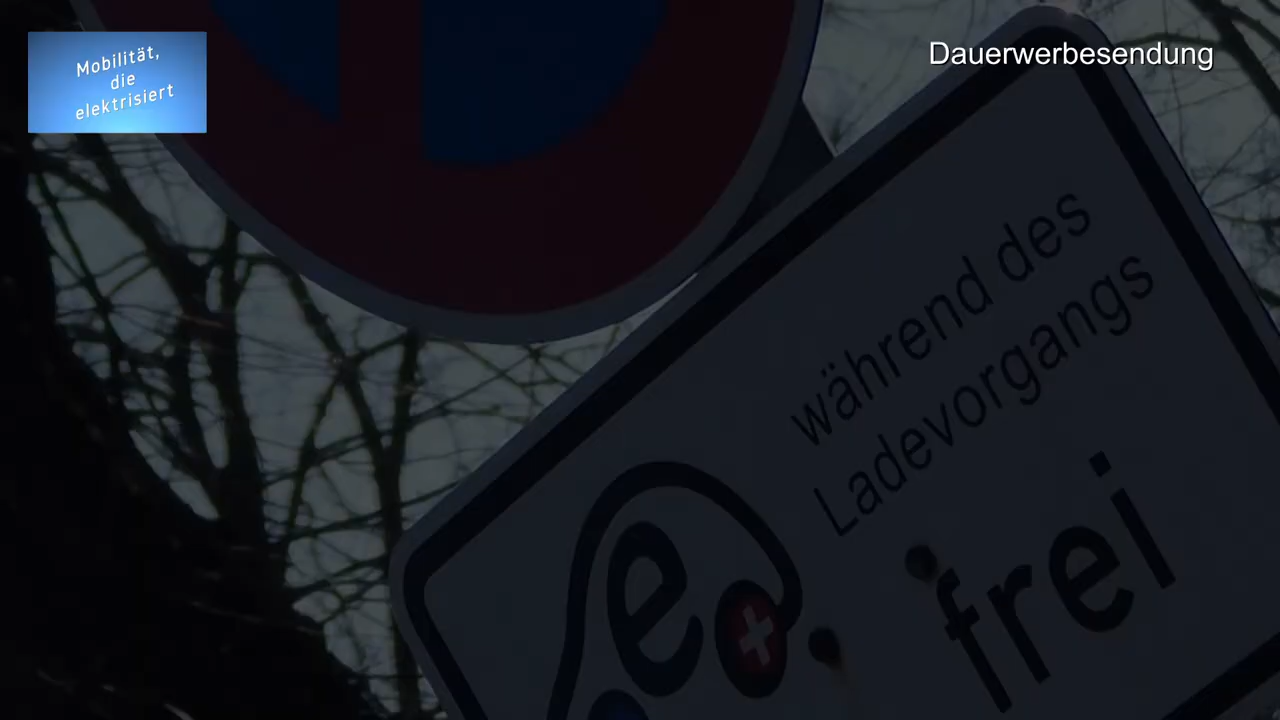 Mobilität,
die
elektrisiert
Dauerwerbesendung
während des
Ladevorgangs
frei
e